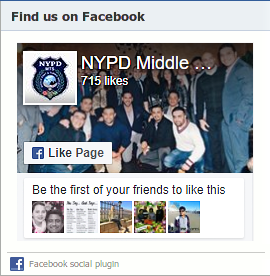 Find us on Facebook
NYPD
NYPD Middle ...
715 likes
Like Page
Be the first of your friends to like this
Facebook social plugin